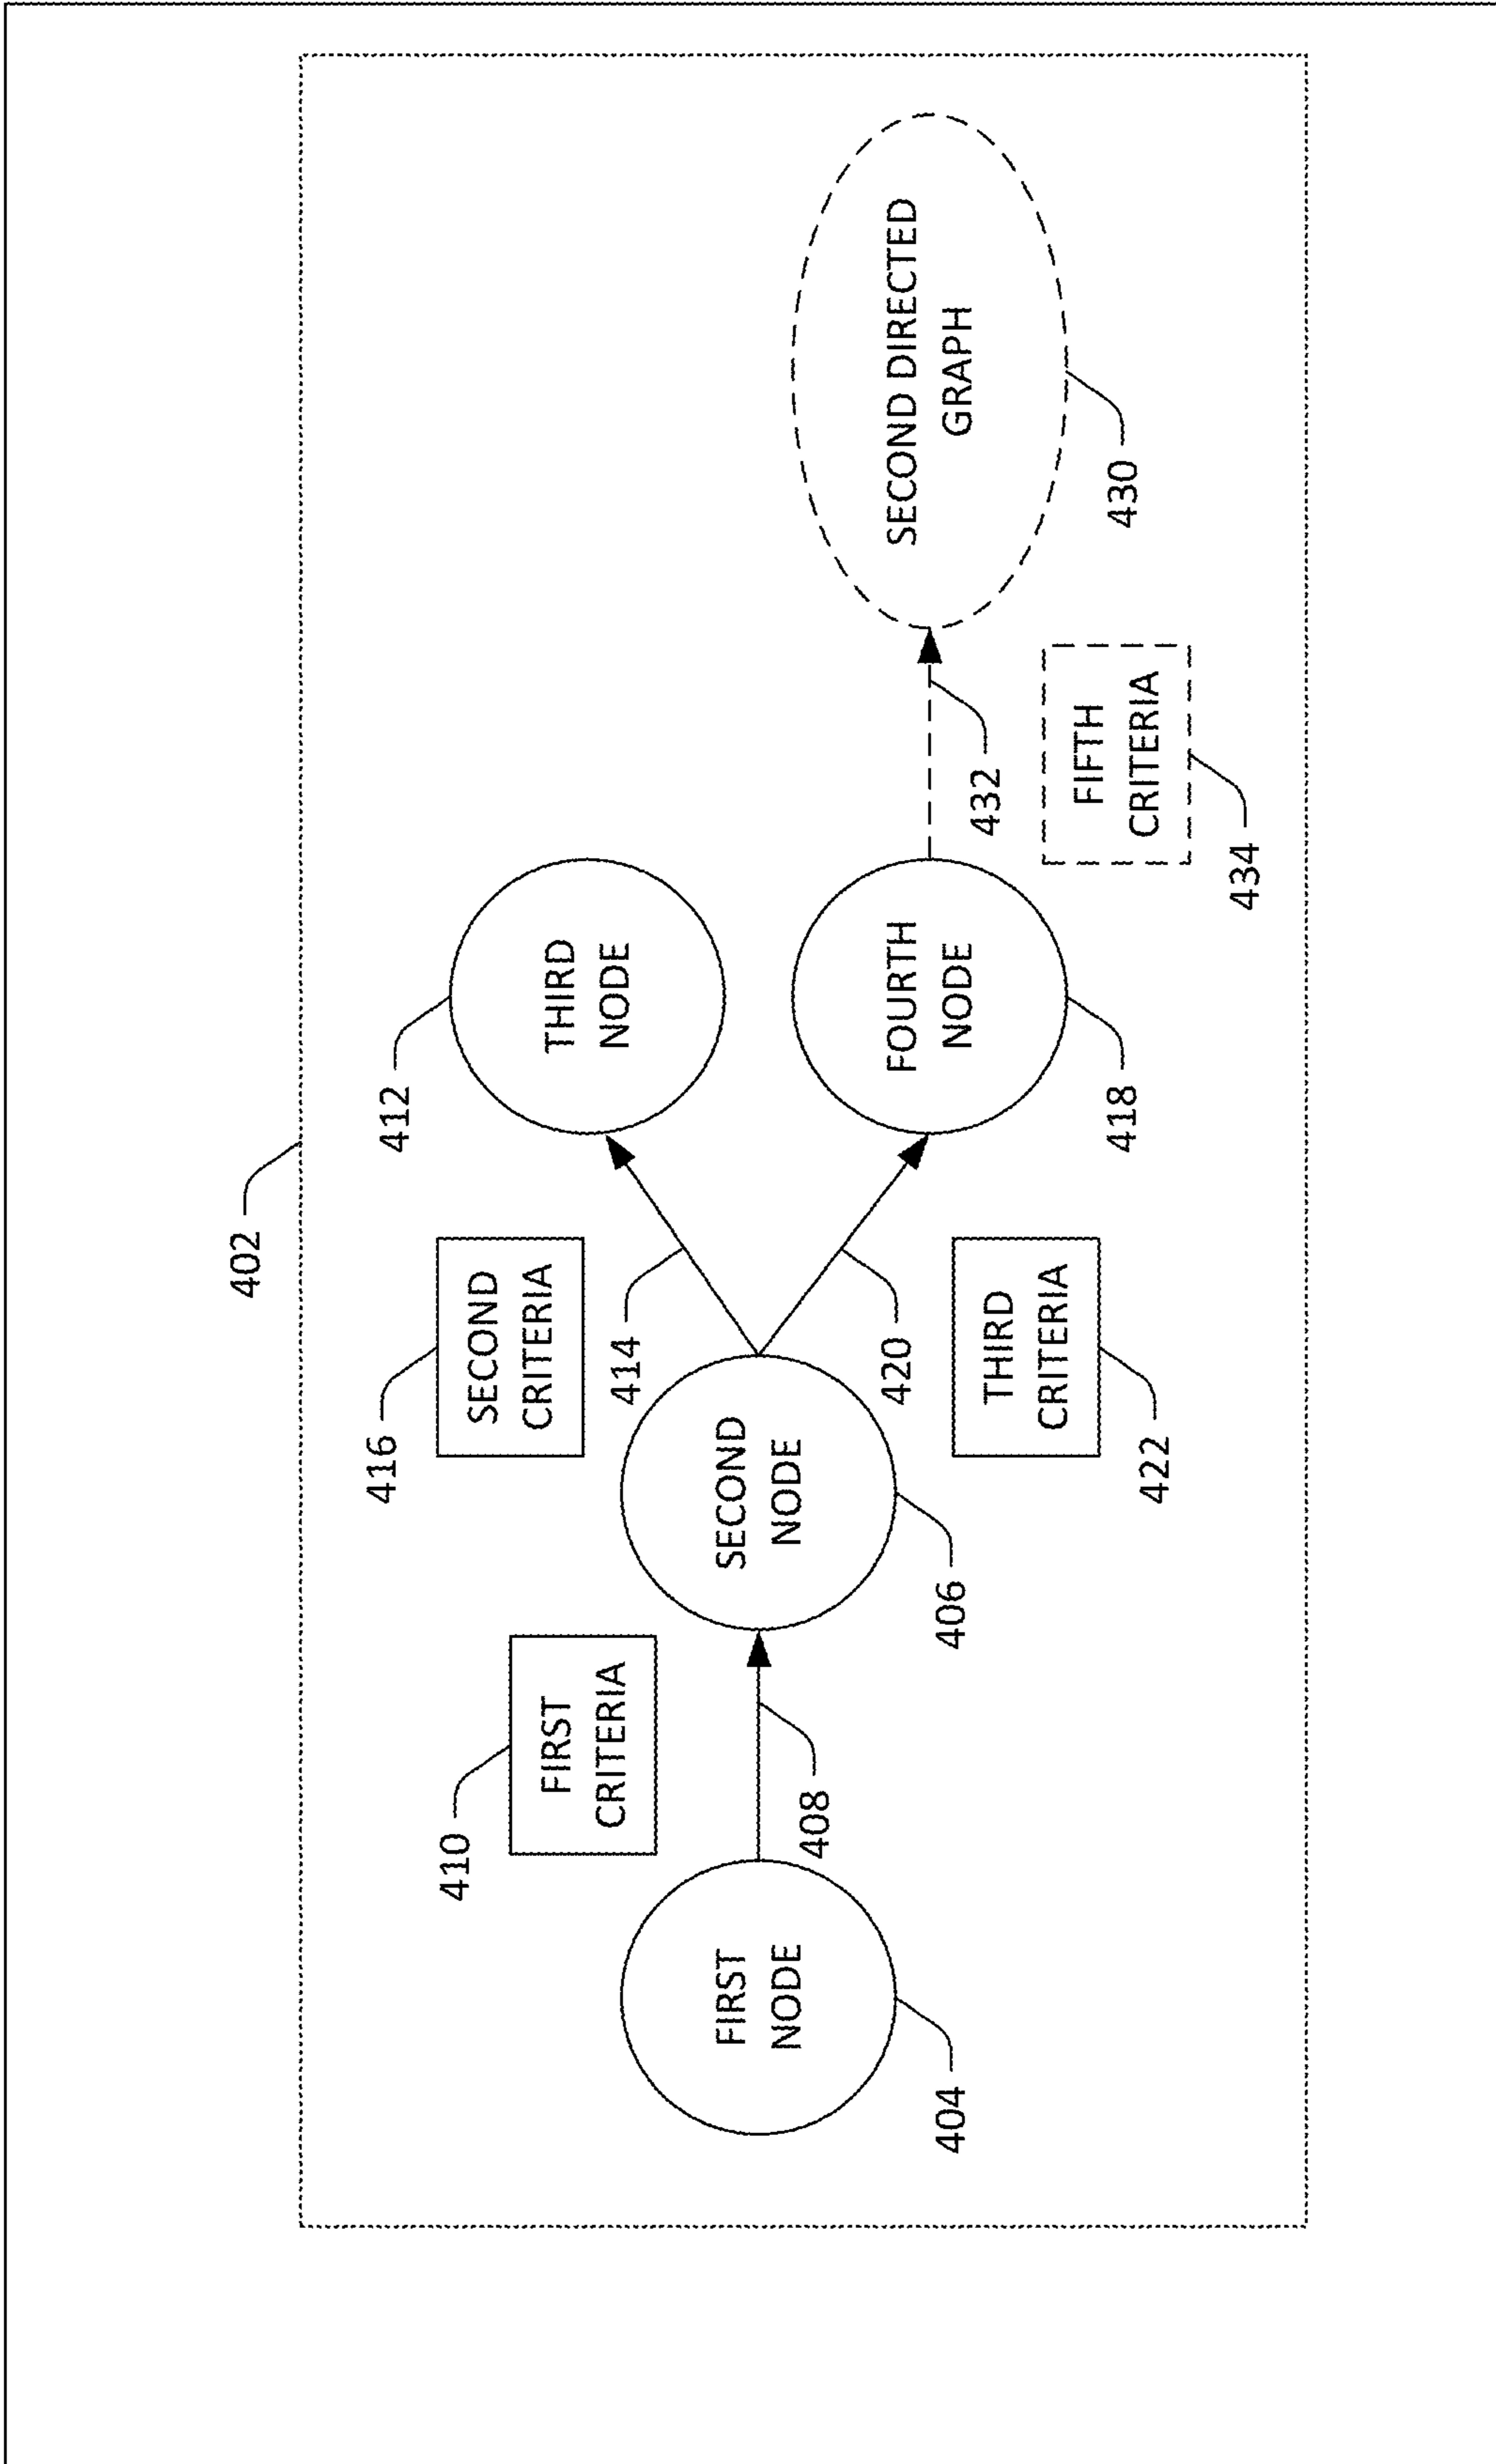 402
416
SECOND
CRITERIA
412
THIRD
NODE
410
FIRST
CRITERIA
414
FIRST
NODE
404
408
SECOND
NODE
406
420
THIRD
CRITERIA
422
FOURTH
NODE
418
432
FIFTH
CRITERIA
434
SECOND DIRECTED
GRAPH
430